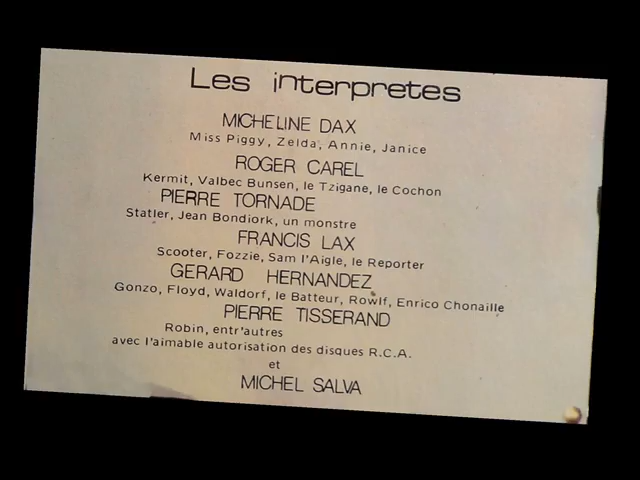 Les interpretes
MICHELINE DAX
Miss Piggy, Zelda, Annie, Janice
ROGER CAREL
Kermit, Valbec Bunsen, le Tzigane, le Cochon
PIERRE TORNADE
Statler, Jean Bondiork, un monstre
FRANCIS LAX
Scooter, Fozzie, Sam l'Aigle, le Reporter
GERARD HERNANDEZ
Gonzo, Floyd, Waldorf, le Batteur, Rowlf, Enrico Chonaille
PIERRE TISSERAND
Robin, entr'autres
avec l'aimable autorisation des disques R.C.A.
et
MICHEL SALVA